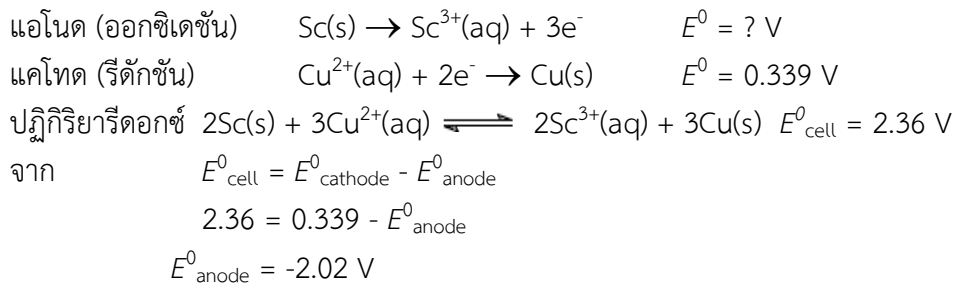 แอโนด (ออกซิเดชัน) Sc(s) → Sc³⁺(aq) + 3e⁻ E⁰ = ? V
แคโทด (รีดักชัน) Cu²⁺(aq) + 2e⁻ → Cu(s) E⁰ = 0.339 V
ปฏิกิริยารีดอกซ์ 2Sc(s) + 3Cu²⁺(aq) ⇌ 2Sc³⁺(aq) + 3Cu(s) E⁰cell = 2.36 V
จาก E⁰cell = E⁰cathode - E⁰anode
2.36 = 0.339 - E⁰anode
E⁰anode = -2.02 V